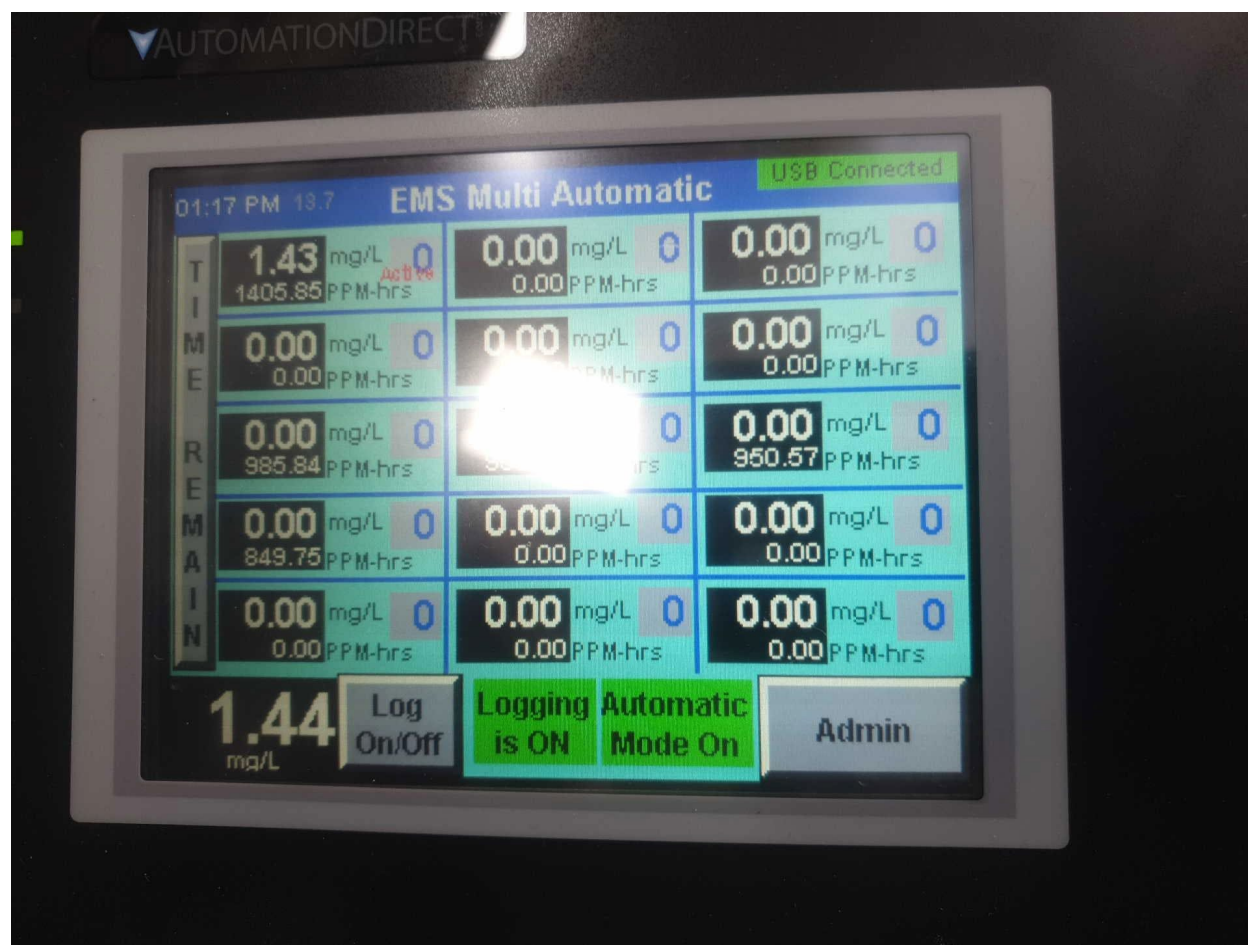 AUTOMATIONDIRECT
01:17 PM 18.7 EMS Multi Automatic USB Connected
TIME REMAIN
1.43 mg/L 0 0.00 mg/L 0 0.00 mg/L 0
Active
1405.85 PPM-hrs 0.00 PPM-hrs 0.00 PPM-hrs
0.00 mg/L 0 0.00 mg/L 0 0.00 mg/L 0
0.00 PPM-hrs PPM-hrs 0.00 PPM-hrs
0.00 mg/L 0 0 0.00 mg/L 0
985.84 PPM-hrs 950.57 PPM-hrs
0.00 mg/L 0 0.00 mg/L 0 0.00 mg/L 0
849.75 PPM-hrs 0.00 PPM-hrs 0.00 PPM-hrs
0.00 mg/L 0 0.00 mg/L 0 0.00 mg/L 0
0.00 PPM-hrs 0.00 PPM-hrs 0.00 PPM-hrs
1.44 Log Logging Automatic Admin
mg/L On/Off is ON Mode On